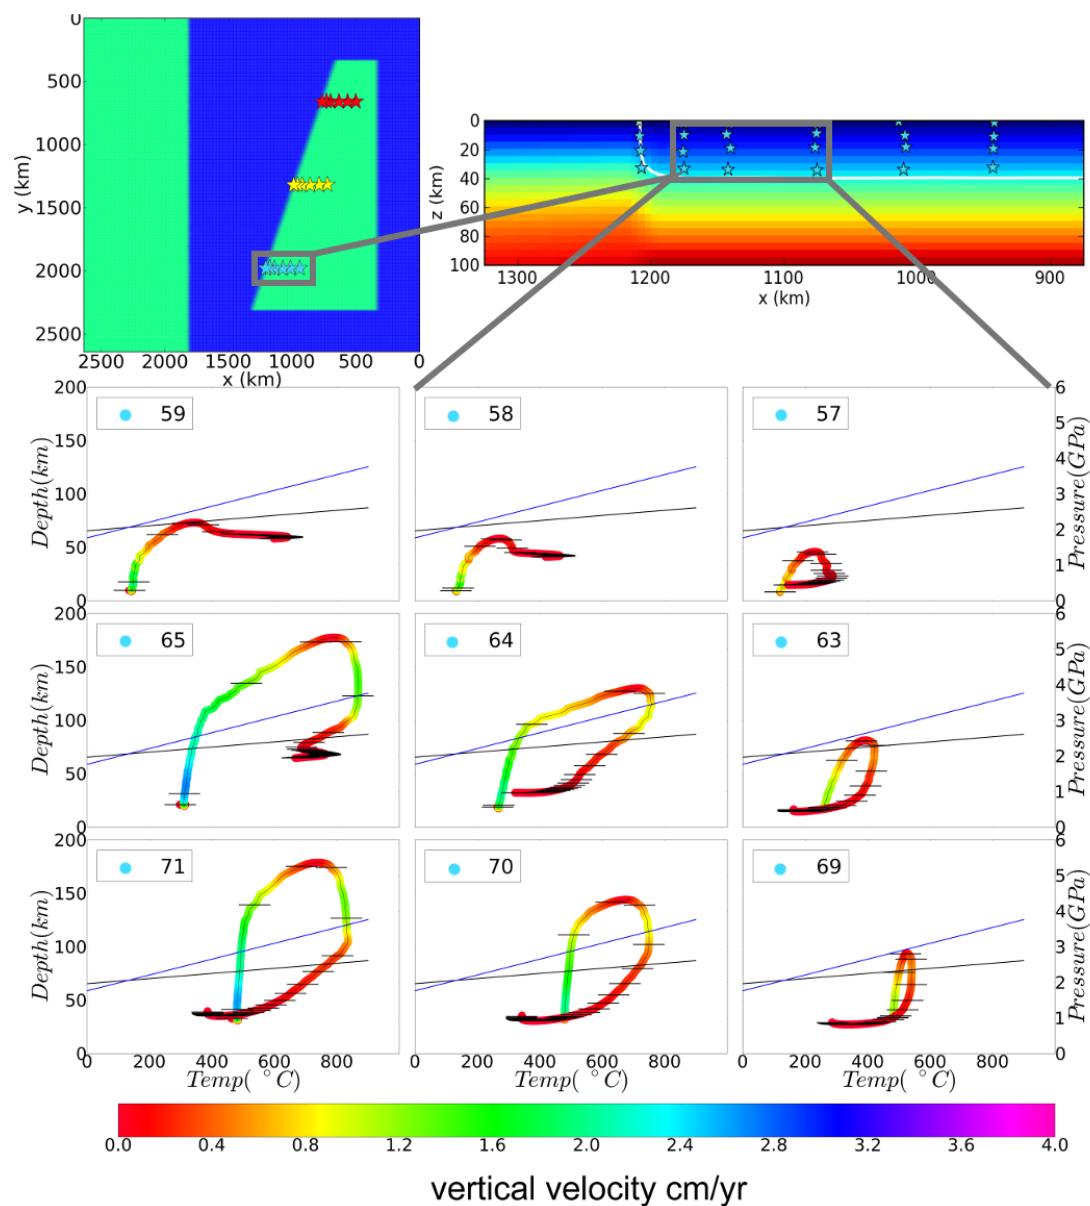 0
500
1000
1500
2000
2500
y (km)
2500 2000 1500 1000 500 0
x (km)
0
20
40
60
80
100
z (km)
1300 1200 1100 1000 900
x (km)
200
150
100
50
0
Depth(km)
59
58
57
6
5
4
3
2
1
0
Pressure(GPa)
200
150
100
50
0
Depth(km)
65
64
63
6
5
4
3
2
1
0
Pressure(GPa)
200
150
100
50
0
Depth(km)
71
70
69
6
5
4
3
2
1
0
Pressure(GPa)
0 200 400 600 800
0 200 400 600 800
0 200 400 600 800
Temp( °C)
Temp( °C)
Temp( °C)
0.0 0.4 0.8 1.2 1.6 2.0 2.4 2.8 3.2 3.6 4.0
vertical velocity cm/yr